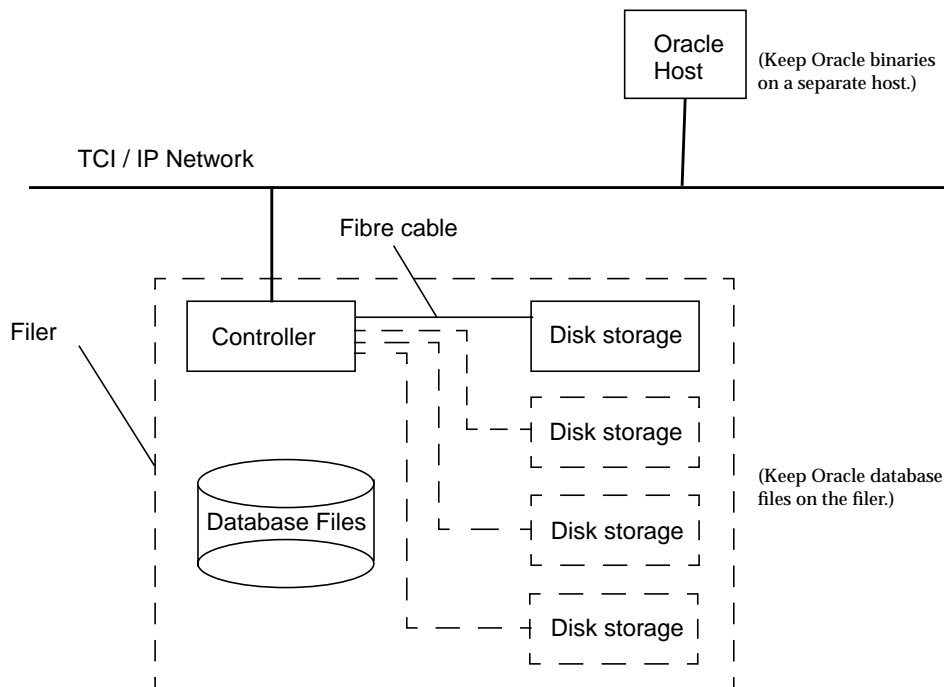 Oracle
Host
(Keep Oracle binaries
on a separate host.)
TCI / IP Network
Fibre cable
Filer
Controller
Disk storage
Disk storage
(Keep Oracle database
files on the filer.)
Database Files
Disk storage
Disk storage